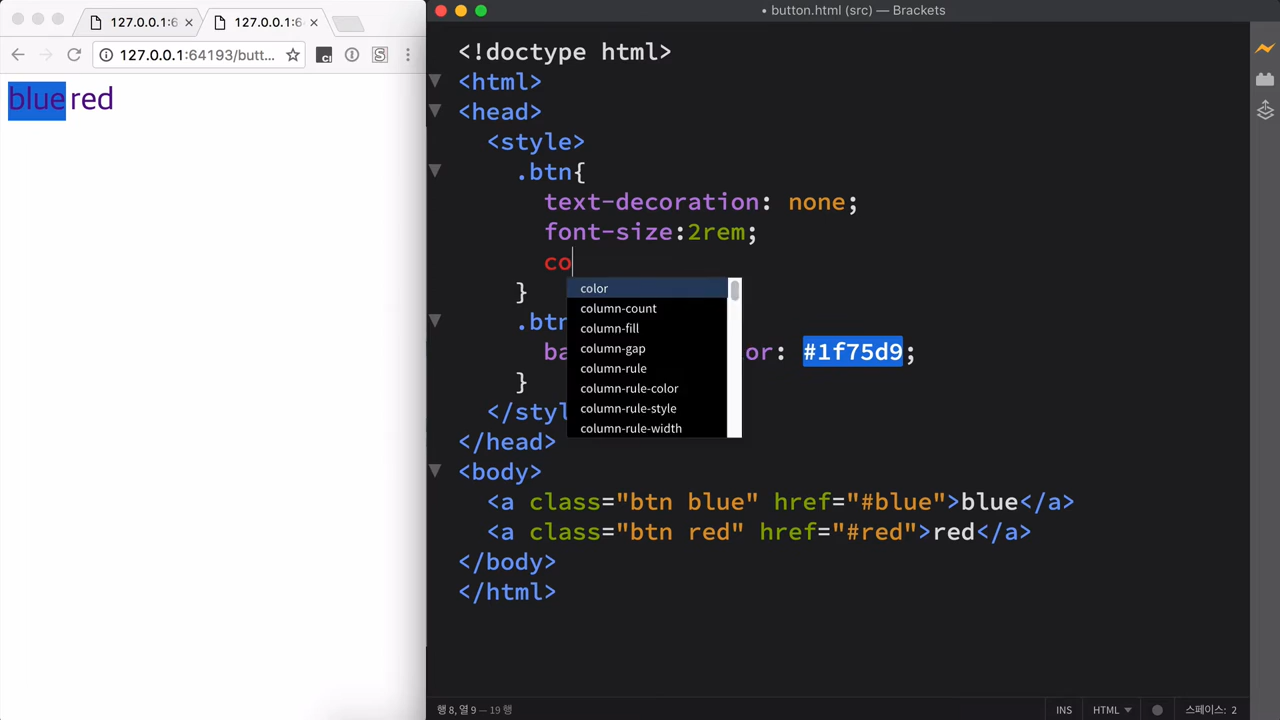 127.0.0.1:6
127.0.0.1:6
127.0.0.1:64193/butt...
blue red
• button.html (src) — Brackets
<!doctype html>
<html>
<head>
<style>
.btn{
text-decoration: none;
font-size:2rem;
co
color
column-count
column-fill
column-gap
column-rule
column-rule-color
column-rule-style
column-rule-width
}
.btn
ba
or: #1f75d9;
}
</style
</head>
<body>
<a class="btn blue" href="#blue">blue</a>
<a class="btn red" href="#red">red</a>
</body>
</html>
행 8, 열 9 — 19 행
INS
HTML
스페이스: 2